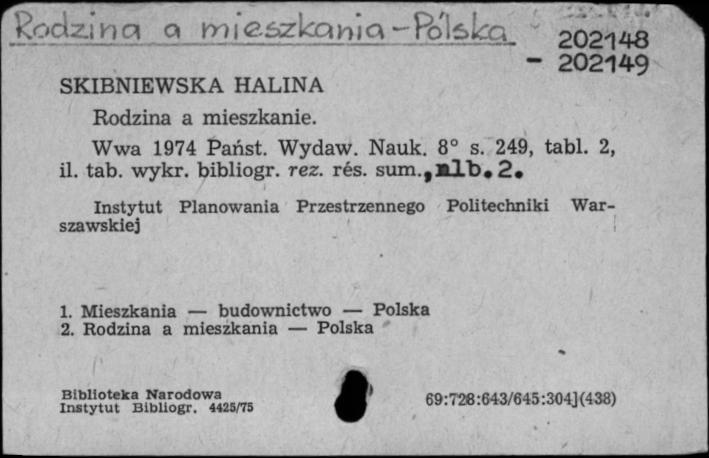 Rodzina a mieszkania - Polska
202148
- 202149
SKIBNIEWSKA HALINA
Rodzina a mieszkanie.
Wwa 1974 Państ. Wydaw. Nauk. 8° s. 249, tabl. 2,
il. tab. wykr. bibliogr. rez. rés. sum., nlb. 2.
Instytut Planowania Przestrzennego Politechniki War-
szawskiej
1. Mieszkania — budownictwo — Polska
2. Rodzina a mieszkania — Polska
Biblioteka Narodowa
Instytut Bibliogr. 4425/75
69:728:643/645:304](438)